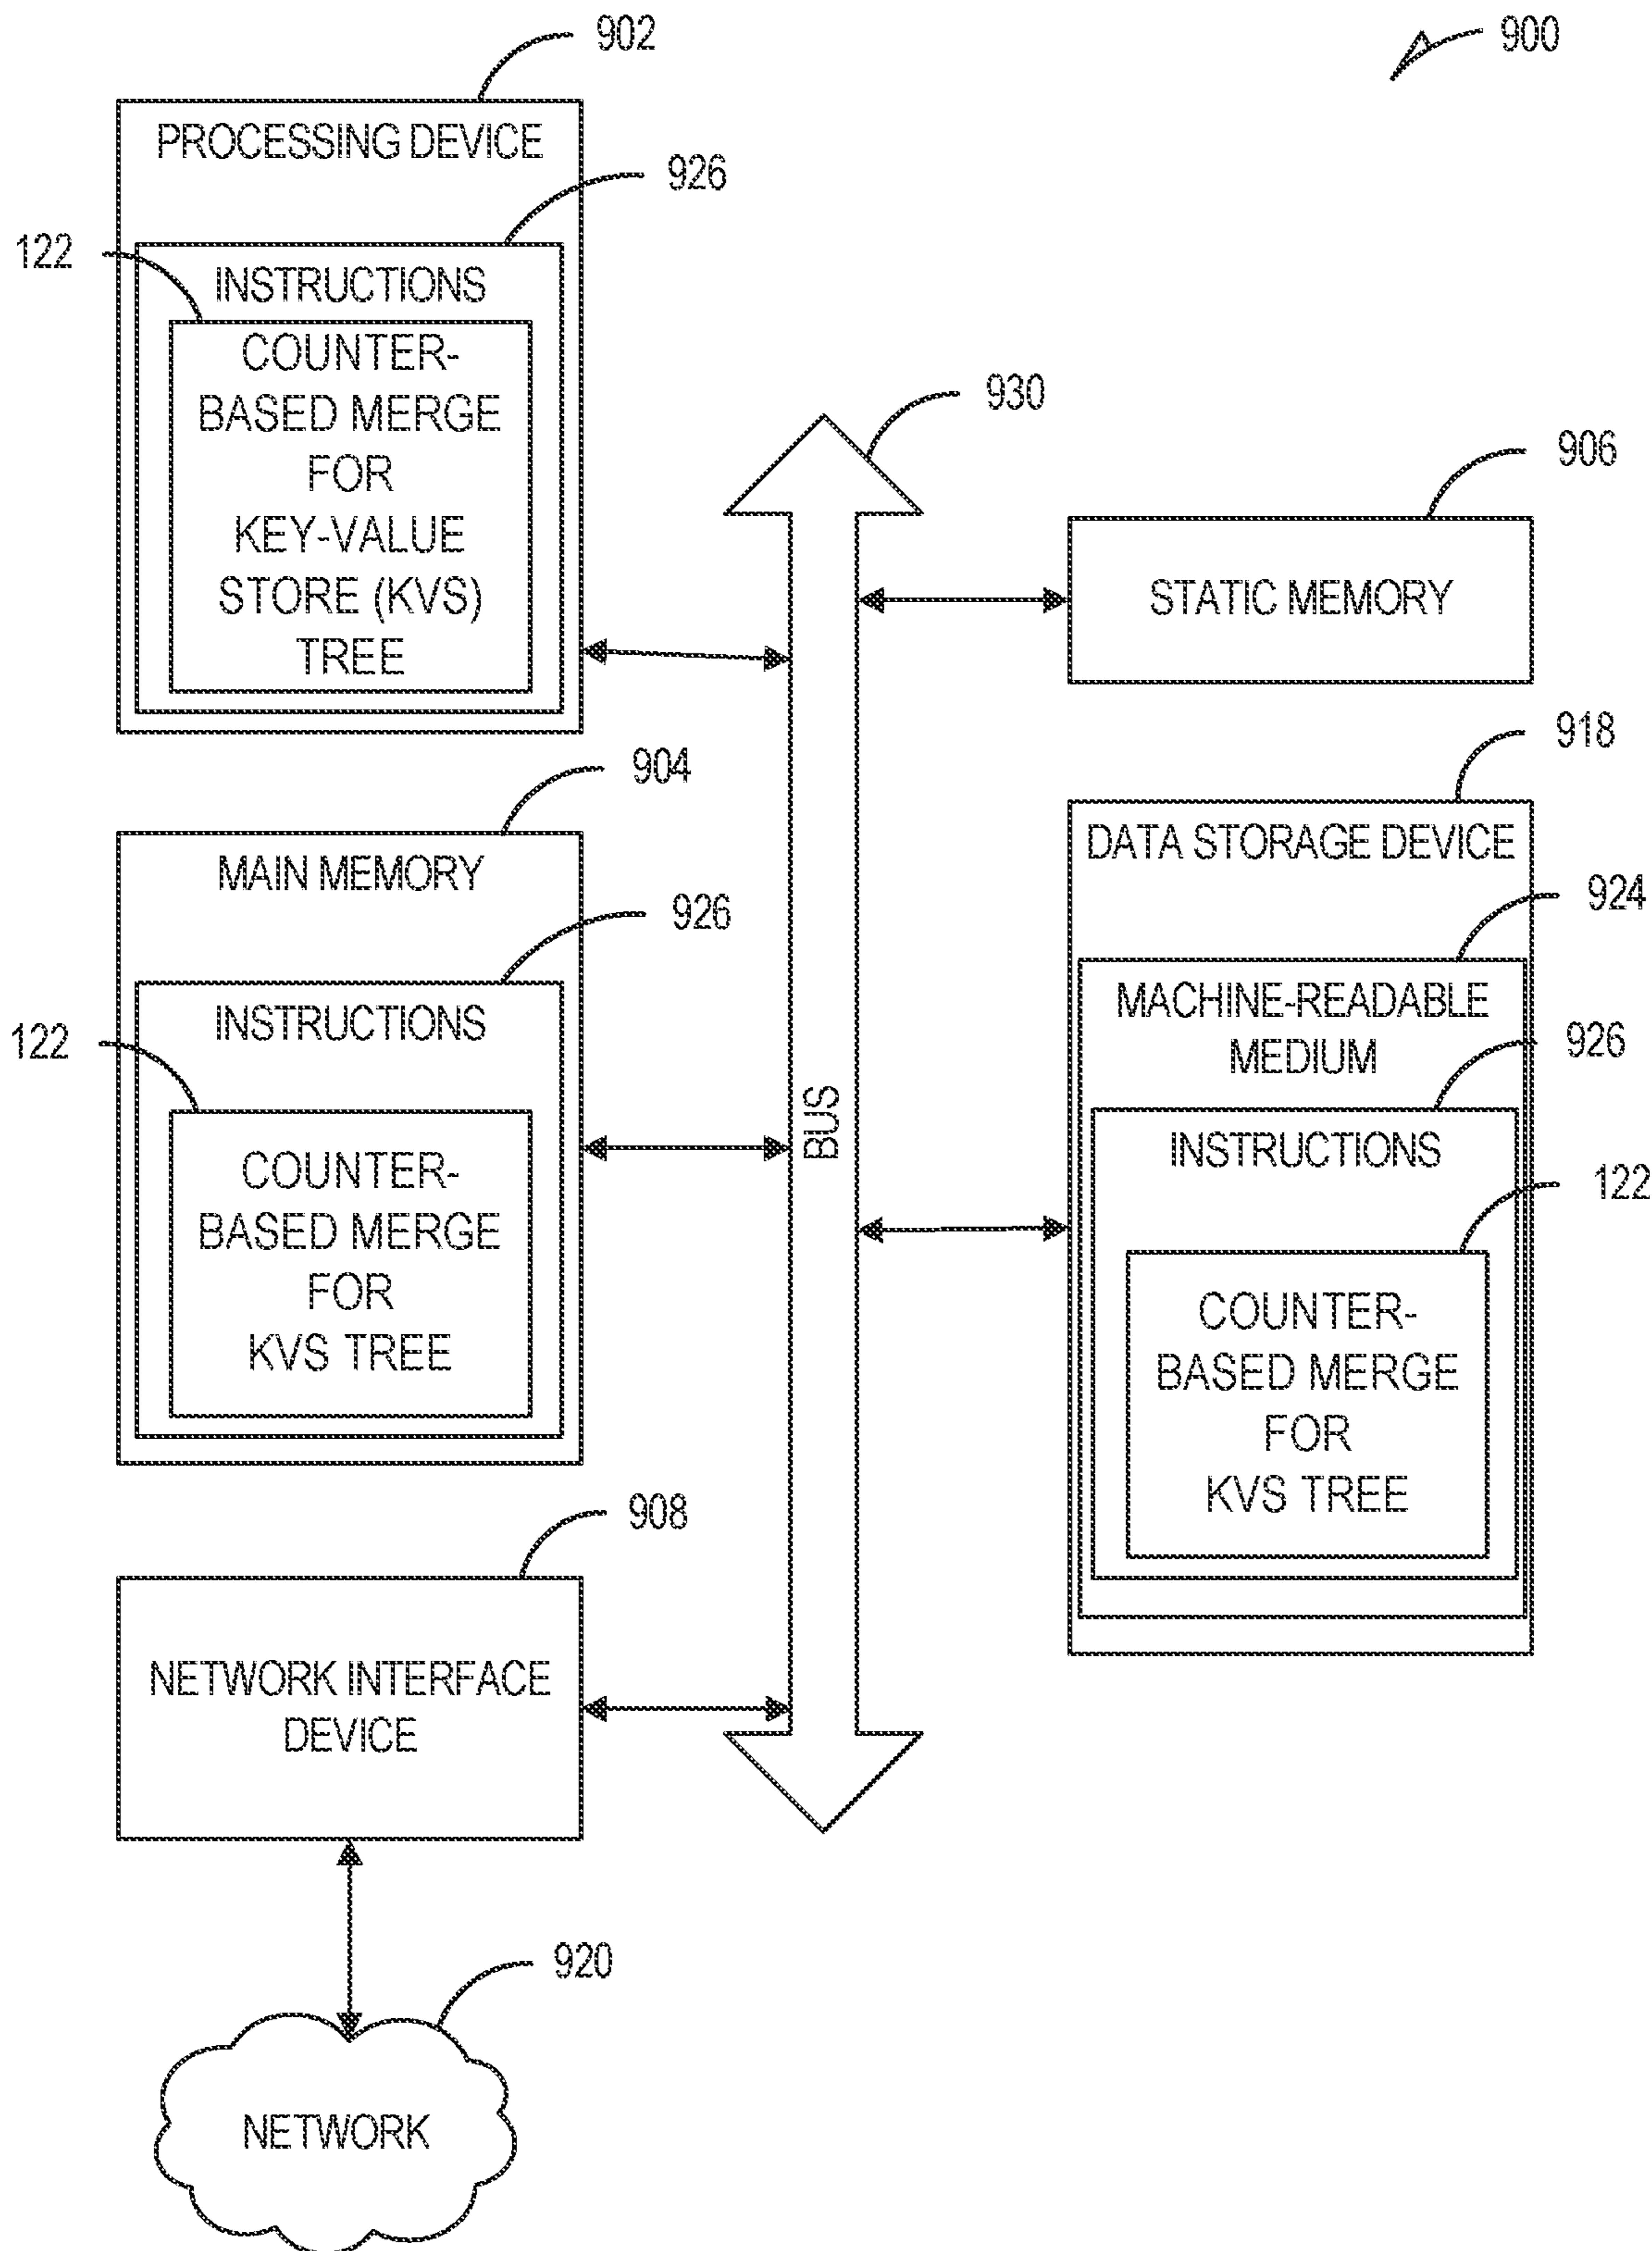 902
900
PROCESSING DEVICE
926
122
INSTRUCTIONS
COUNTER-
BASED MERGE
FOR
KEY-VALUE
STORE (KVS)
TREE
930
906
STATIC MEMORY
904
MAIN MEMORY
926
122
INSTRUCTIONS
COUNTER-
BASED MERGE
FOR
KVS TREE
BUS
918
DATA STORAGE DEVICE
924
MACHINE-READABLE
MEDIUM
926
INSTRUCTIONS
122
COUNTER-
BASED MERGE
FOR
KVS TREE
908
NETWORK INTERFACE
DEVICE
920
NETWORK